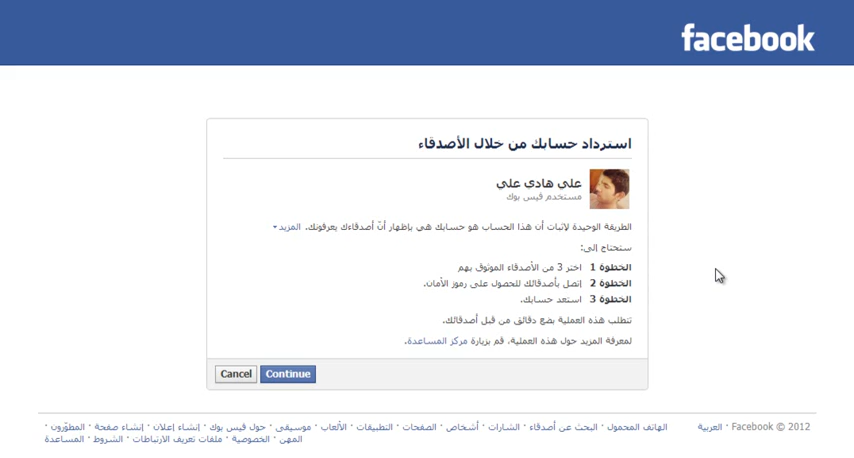 facebook
استرداد حسابك من خلال الأصدقاء
علي هادي علي
مستخدم فيس بوك
الطريقة الوحيدة لاثبات أن هذا الحساب هو حسابك هي بإظهار أنّ أصدقاءك يعرفونك. المزيد
ستحتاج إلى:
الخطوة 1 اختر 3 من الأصدقاء الموثوق بهم
الخطوة 2 إتصل بأصدقائك للحصول على رموز الأمان.
الخطوة 3 استعد حسابك.
تتطلب هذه العملية بضع دقائق من قبل أصدقائك.
لمعرفة المزيد حول هذه العملية، قم بزيارة مركز المساعدة.
Cancel Continue
Facebook © 2012 · العربية
الهاتف المحمول · البحث عن أصدقاء · الشارات · أشخاص · الصفحات · التطبيقات · الألعاب · موسيقى · حول فيس بوك · إنشاء إعلان · إنشاء صفحة · المطوّرون ·
المهن · الخصوصية · ملفات تعريف الارتباطات · الشروط · المساعدة